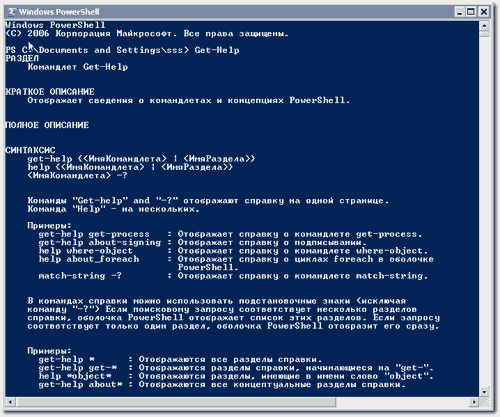 Windows PowerShell
Windows PowerShell
(C) 2006 Корпорация Майкрософт. Все права защищены.
PS C:\Documents and Settings\sss> Get-Help
РАЗДЕЛ
Командлет Get-Help
КРАТКОЕ ОПИСАНИЕ
Отображает сведения о командлетах и концепциях PowerShell.
ПОЛНОЕ ОПИСАНИЕ
СИНТАКСИС
get-help {<ИмяКомандлета> | <ИмяРаздела>}
help {<ИмяКомандлета> | <ИмяРаздела>}
<ИмяКомандлета> -?
Команды "Get-help" and "-?" отображают справку на одной странице.
Команда "Help" - на нескольких.
Примеры:
get-help get-process : Отображает справку о командлете get-process.
get-help about-signing : Отображает справку о подписывании.
help where-object : Отображает справку о командлете where-object.
help about_foreach : Отображает справку о циклах foreach в оболочке
PowerShell.
match-string -? : Отображает справку о командлете match-string.
В командах справки можно использовать подстановочные знаки (исключая
команду "-?") Если поисковому запросу соответствует несколько разделов
справки, оболочка PowerShell отображает список этих разделов. Если запросу
соответствует только один раздел, оболочка PowerShell отобразит его сразу.
Примеры:
get-help * : Отображаются все разделы справки.
get-help get-* : Отображаются разделы справки, начинающиеся на "get-".
help *object* : Отображаются разделы, имеющие в имени слово "object".
get-help about* : Отображаются все концептуальные разделы справки.